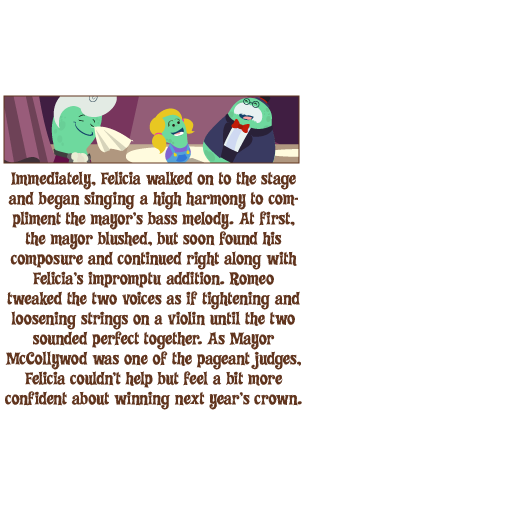 Immediately, Felicia walked on to the stage
and began singing a high harmony to com-
pliment the mayor's bass melody. At first,
the mayor blushed, but soon found his
composure and continued right along with
Felicia's impromptu addition. Romeo
tweaked the two voices as if tightening and
loosening strings on a violin until the two
sounded perfect together. As Mayor
McCollywod was one of the pageant judges,
Felicia couldn't help but feel a bit more
confident about winning next year's crown.